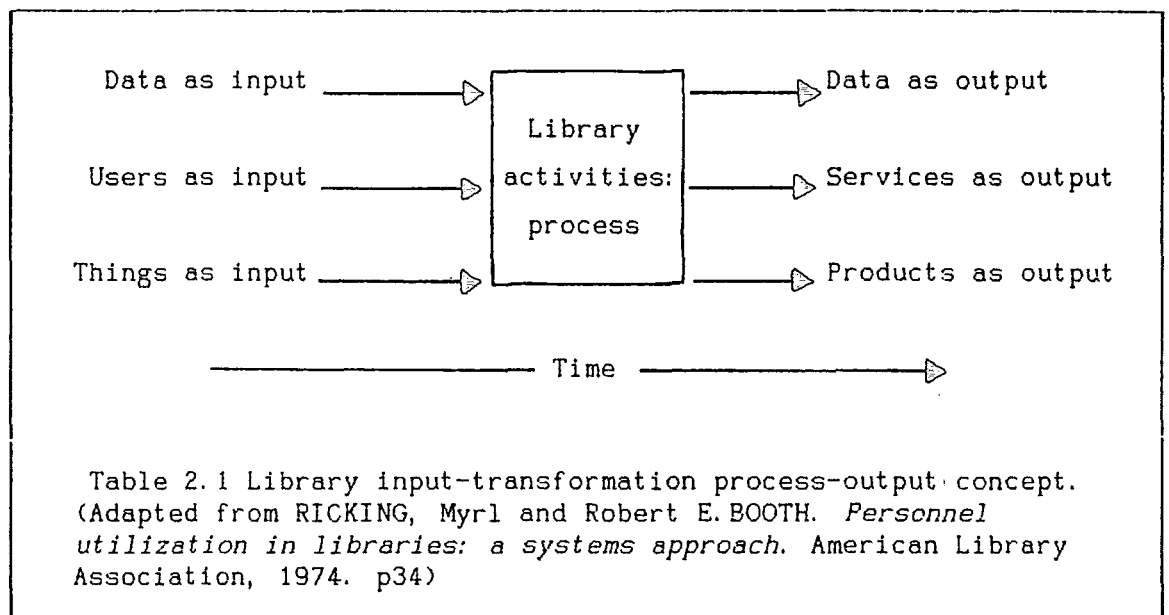 Data as input
Data as output
Library
Users as input
activities:
Services as output
process
Things as input
Products as output
Time
Table 2.1 Library input-transformation process-output concept.
(Adapted from RICKING, Myrl and Robert E. BOOTH. Personnel
utilization in libraries: a systems approach. American Library
Association, 1974. p34)